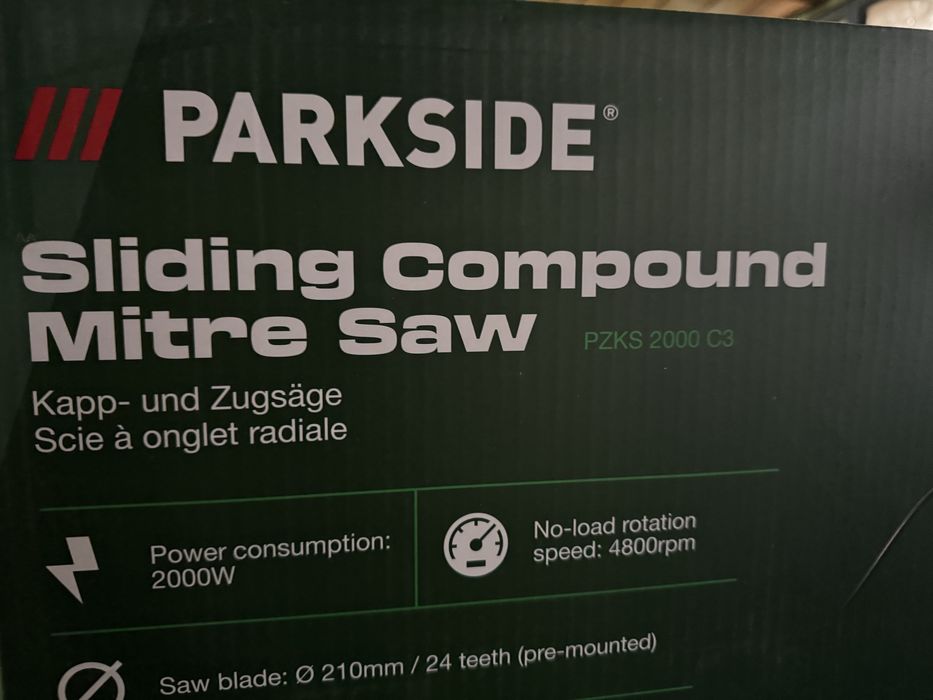 PARKSIDE®
Sliding Compound
Mitre Saw PZKS 2000 C3
Kapp- und Zugsäge
Scie à onglet radiale
Power consumption:
2000W
No-load rotation
speed: 4800rpm
Saw blade: Ø 210mm / 24 teeth (pre-mounted)